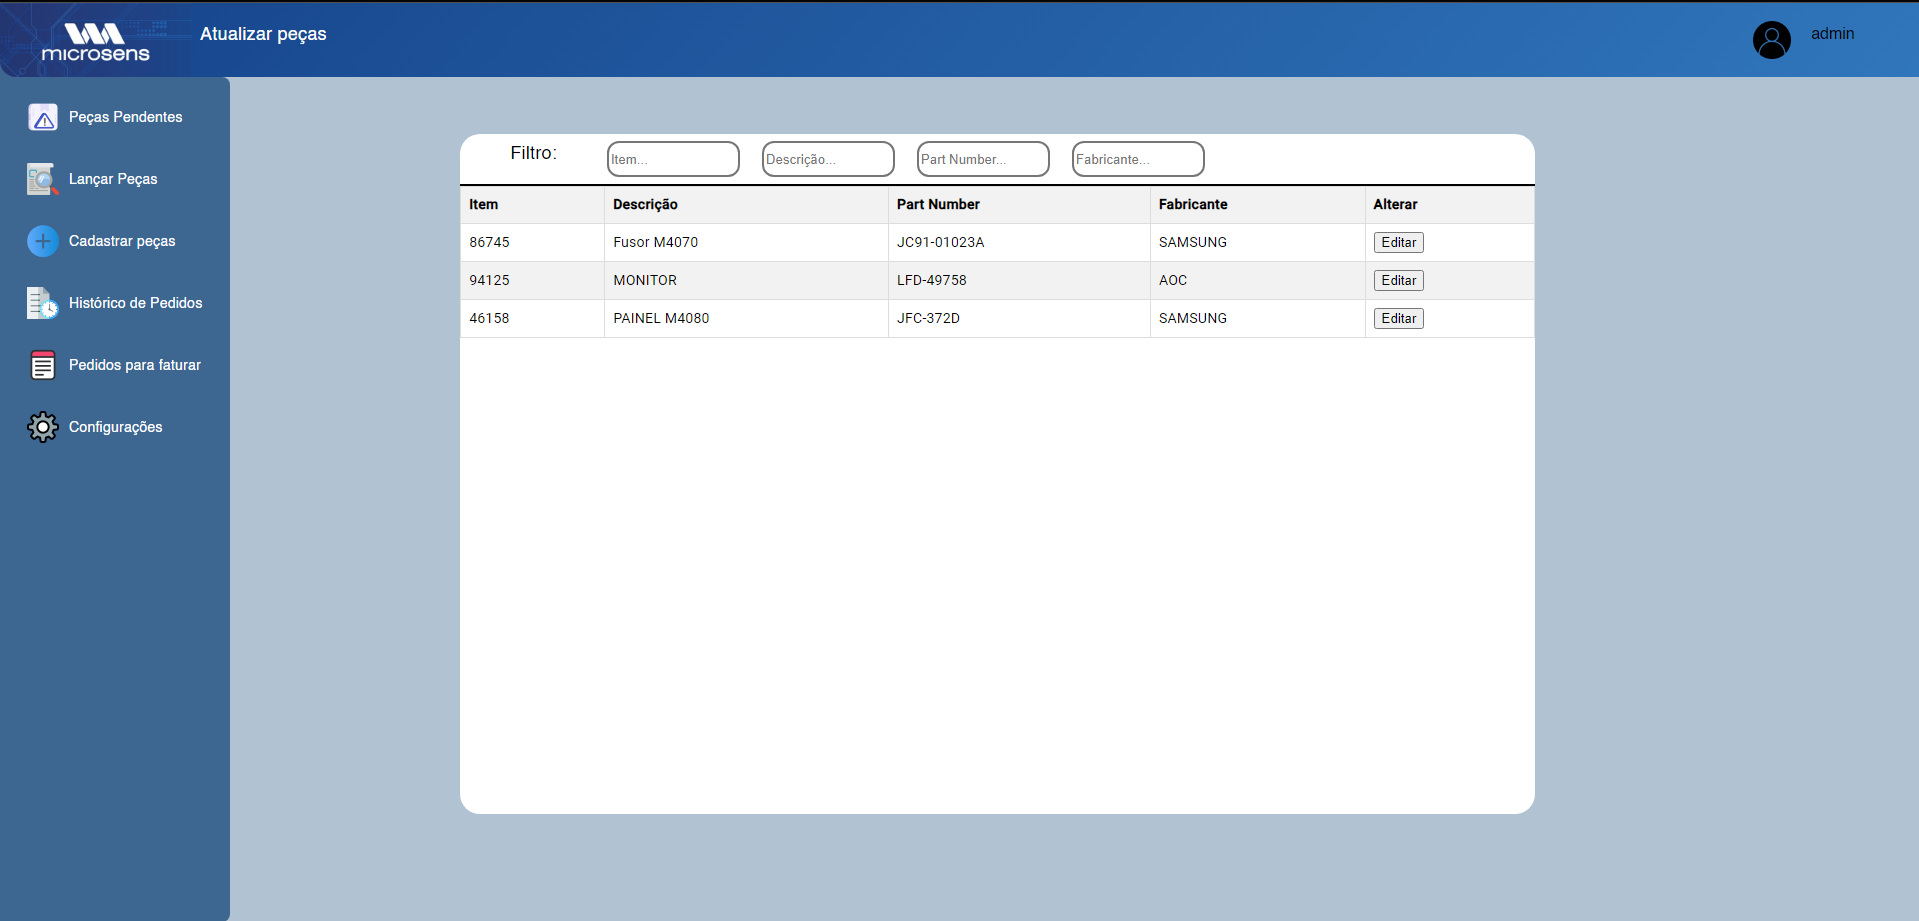 microsens
Atualizar peças
admin
Peças Pendentes
Lançar Peças
Cadastrar peças
Histórico de Pedidos
Pedidos para faturar
Configurações
Filtro: Item... Descrição... Part Number... Fabricante...
Item Descrição Part Number Fabricante Alterar
86745 Fusor M4070 JC91-01023A SAMSUNG Editar
94125 MONITOR LFD-49758 AOC Editar
46158 PAINEL M4080 JFC-372D SAMSUNG Editar